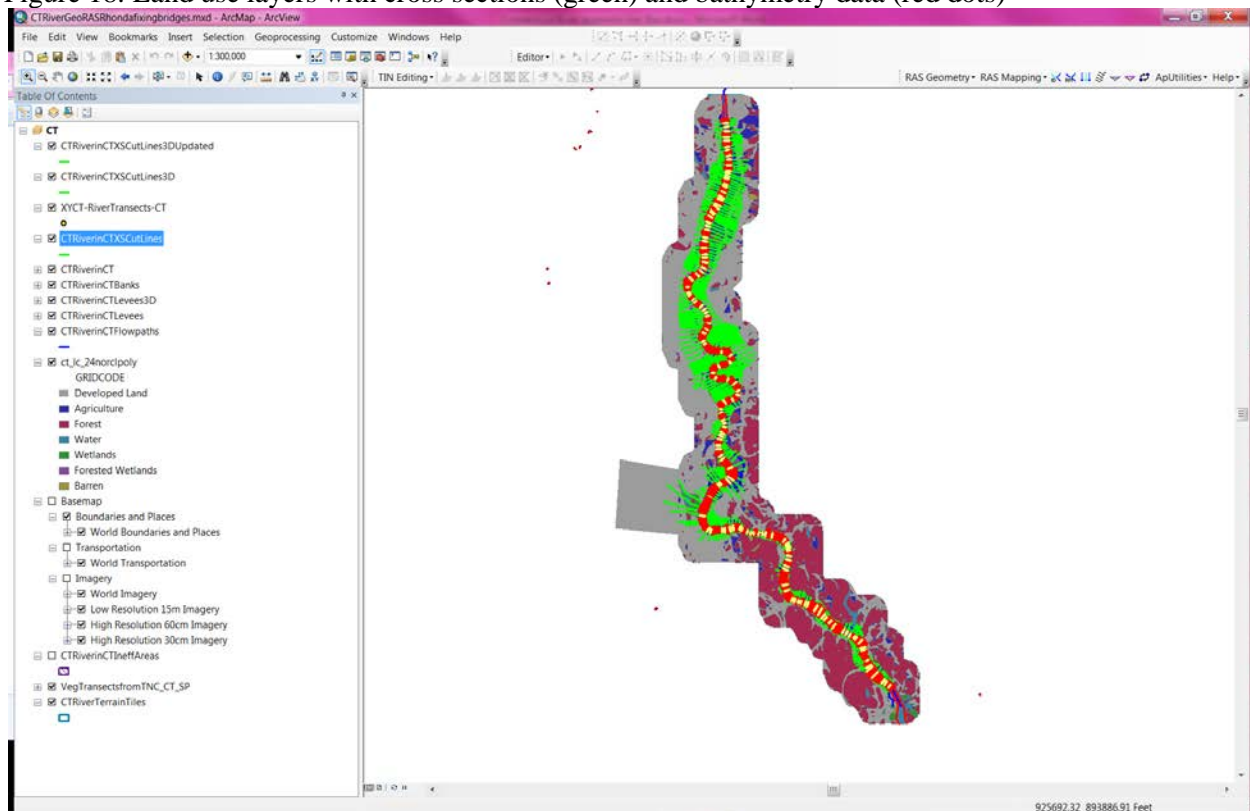 Figure 18: Land use layers with cross sections (green) and bathymetry data (red dots)
CTRiverGeoRASRhondafixingbridges.mxd - ArcMap - ArcView
File Edit View Bookmarks Insert Selection Geoprocessing Customize Windows Help
1:300,000
Editor
TIN Editing
RAS Geometry RAS Mapping ApUtilities Help
Table Of Contents
CT
CTRiverinCTXSCutLines3DUpdated
CTRiverinCTXSCutLines3D
XYCT-RiverTransects-CT
CTRiverinCTXSCutLines
CTRiverinCT
CTRiverinCTBanks
CTRiverinCTLevees3D
CTRiverinCTLevees
CTRiverinCTFlowpaths
ct_lc_24norclpoly
GRIDCODE
Developed Land
Agriculture
Forest
Water
Wetlands
Forested Wetlands
Barren
Basemap
Boundaries and Places
World Boundaries and Places
Transportation
World Transportation
Imagery
World Imagery
Low Resolution 15m Imagery
High Resolution 60cm Imagery
High Resolution 30cm Imagery
CTRiverinCTIneffAreas
VegTransectsfromTNC_CT_SP
CTRiverTerrainTiles
925692.32 893886.91 Feet